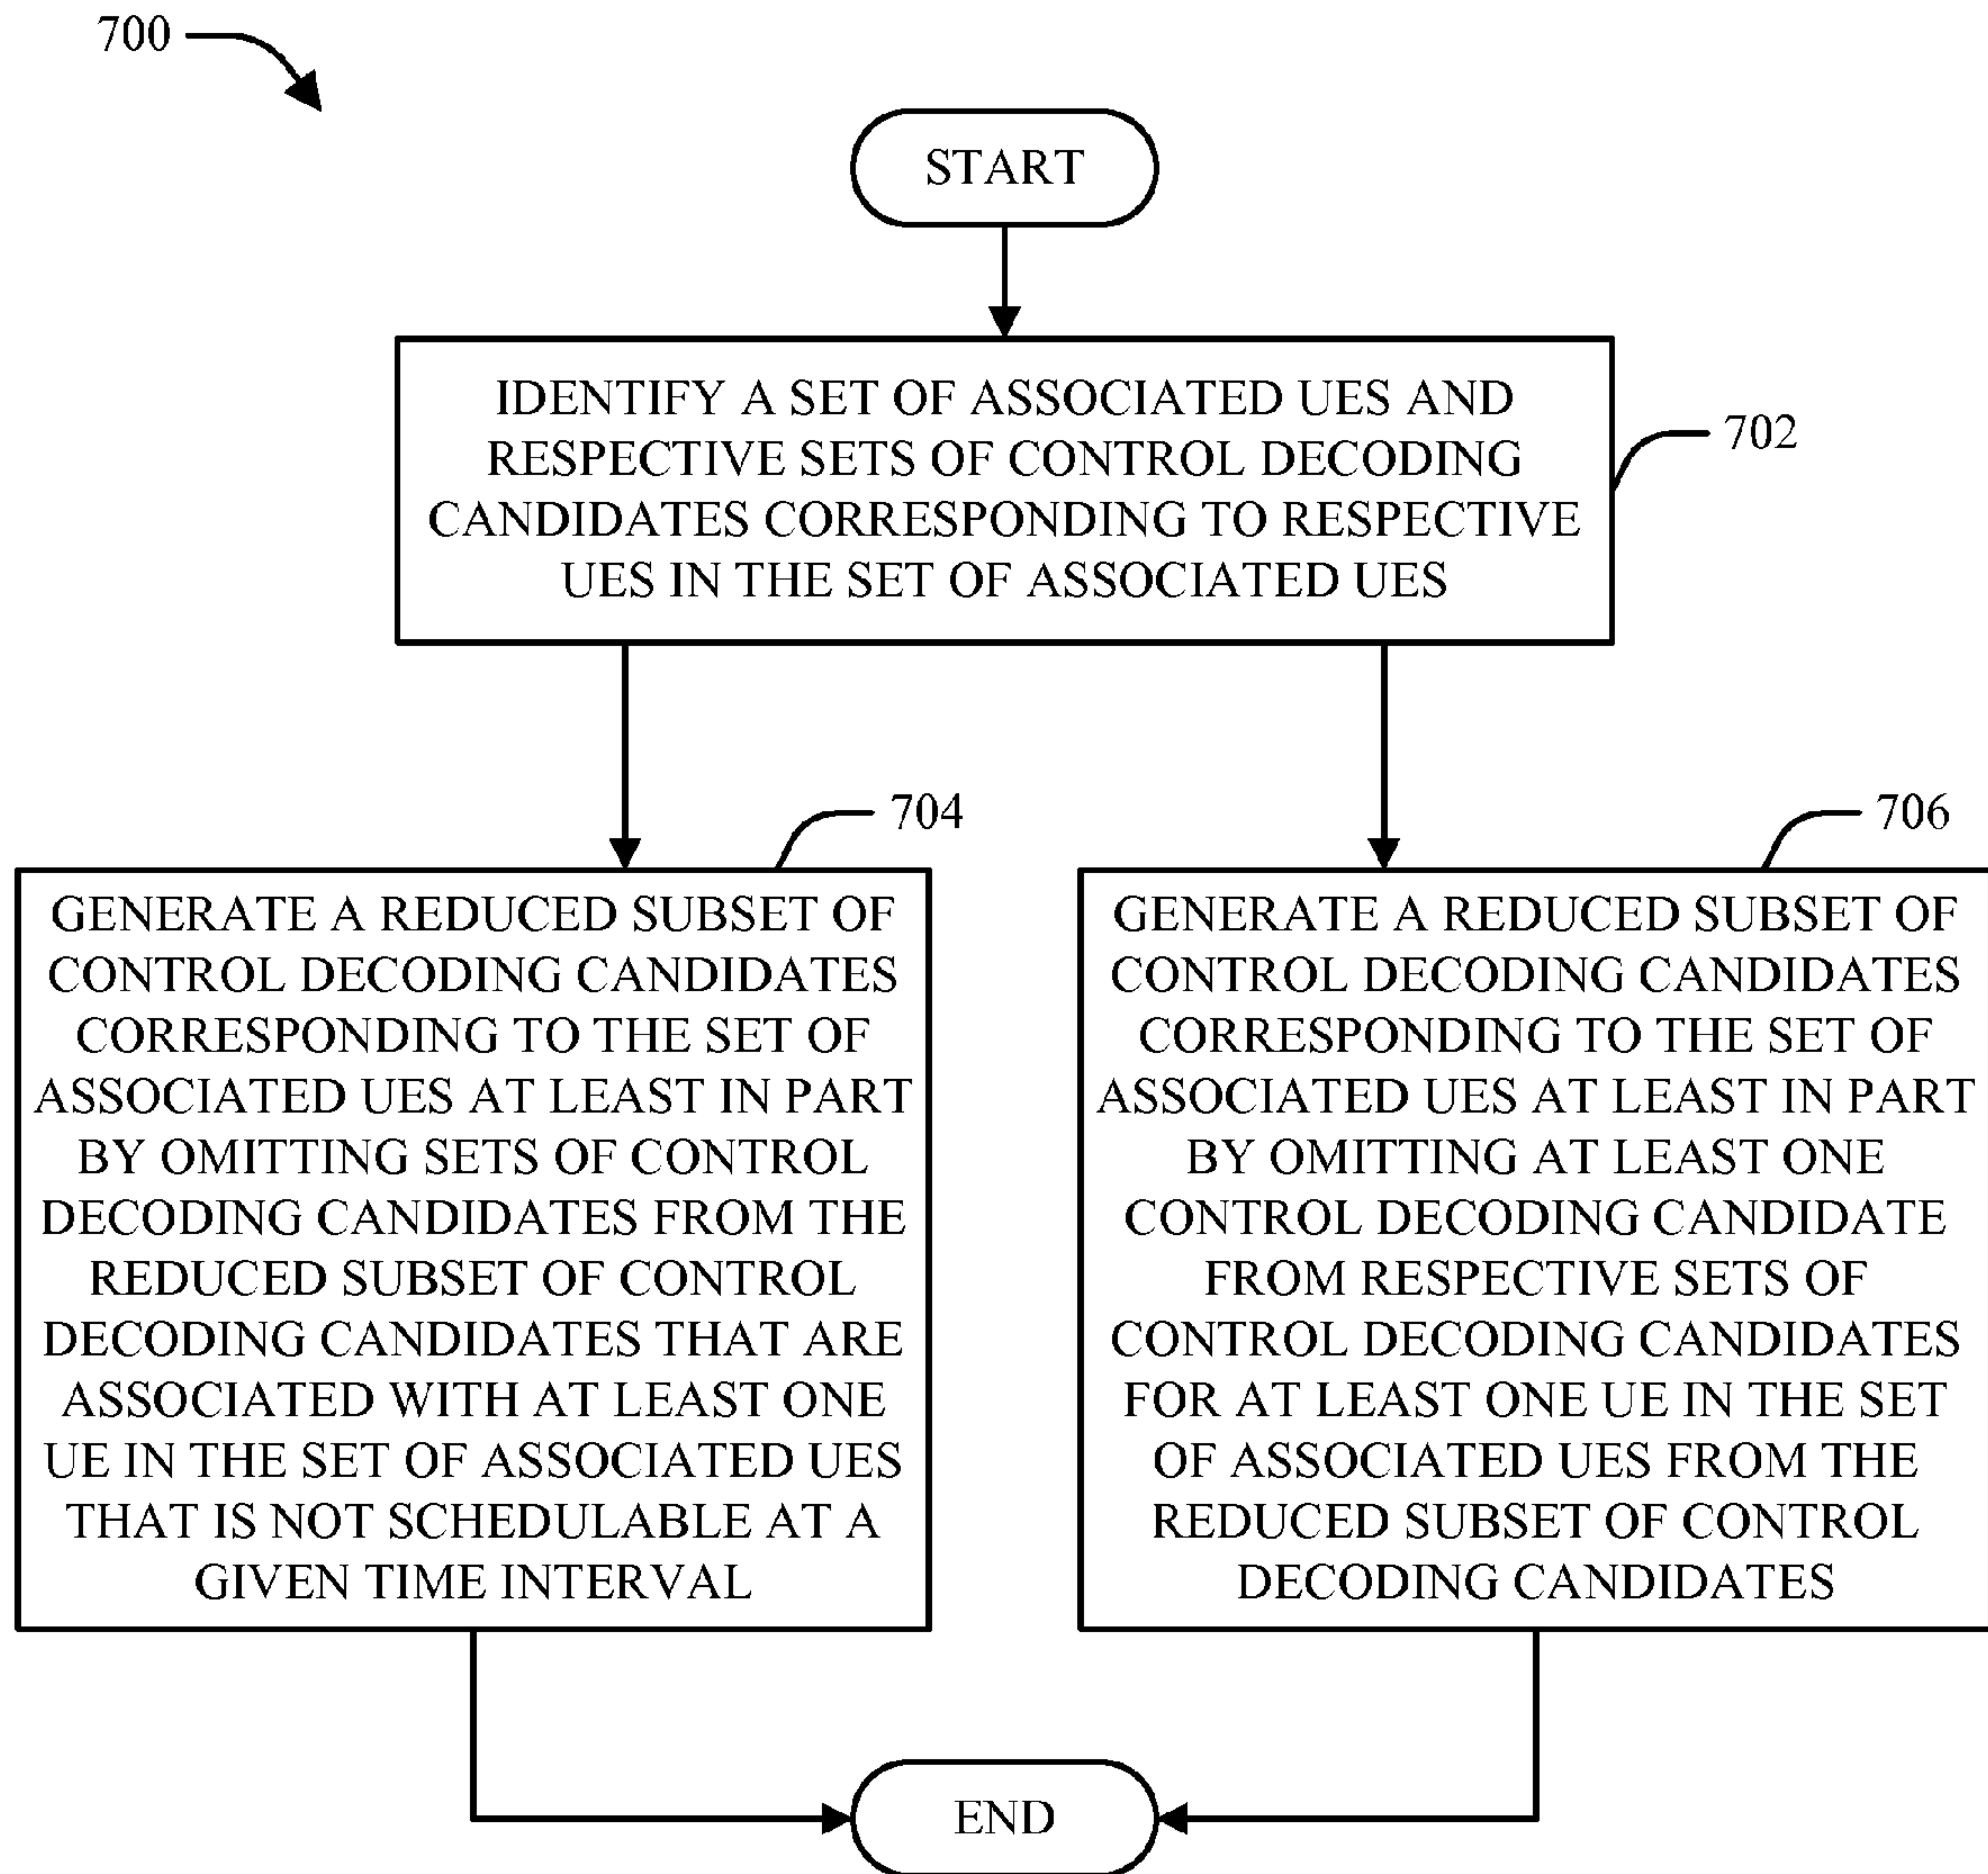 700
START
IDENTIFY A SET OF ASSOCIATED UES AND
RESPECTIVE SETS OF CONTROL DECODING
CANDIDATES CORRESPONDING TO RESPECTIVE
UES IN THE SET OF ASSOCIATED UES
702
704
GENERATE A REDUCED SUBSET OF
CONTROL DECODING CANDIDATES
CORRESPONDING TO THE SET OF
ASSOCIATED UES AT LEAST IN PART
BY OMITTING SETS OF CONTROL
DECODING CANDIDATES FROM THE
REDUCED SUBSET OF CONTROL
DECODING CANDIDATES THAT ARE
ASSOCIATED WITH AT LEAST ONE
UE IN THE SET OF ASSOCIATED UES
THAT IS NOT SCHEDULABLE AT A
GIVEN TIME INTERVAL
706
GENERATE A REDUCED SUBSET OF
CONTROL DECODING CANDIDATES
CORRESPONDING TO THE SET OF
ASSOCIATED UES AT LEAST IN PART
BY OMITTING AT LEAST ONE
CONTROL DECODING CANDIDATE
FROM RESPECTIVE SETS OF
CONTROL DECODING CANDIDATES
FOR AT LEAST ONE UE IN THE SET
OF ASSOCIATED UES FROM THE
REDUCED SUBSET OF CONTROL
DECODING CANDIDATES
END